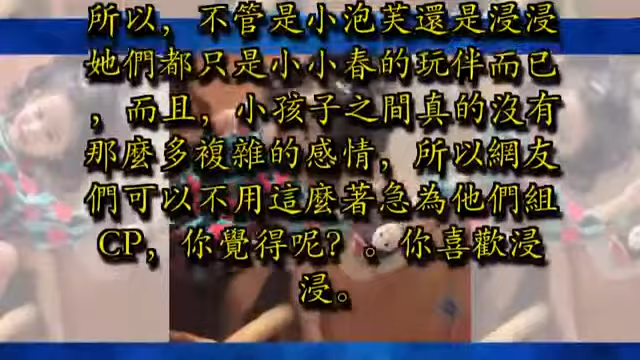 所以，不管是小泡芙還是浸浸
她們都只是小小春的玩伴而已
，而且，小孩子之間真的沒有
那麼多複雜的感情，所以網友
們可以不用這麼著急為他們組
CP，你覺得呢？。你喜歡浸
浸。